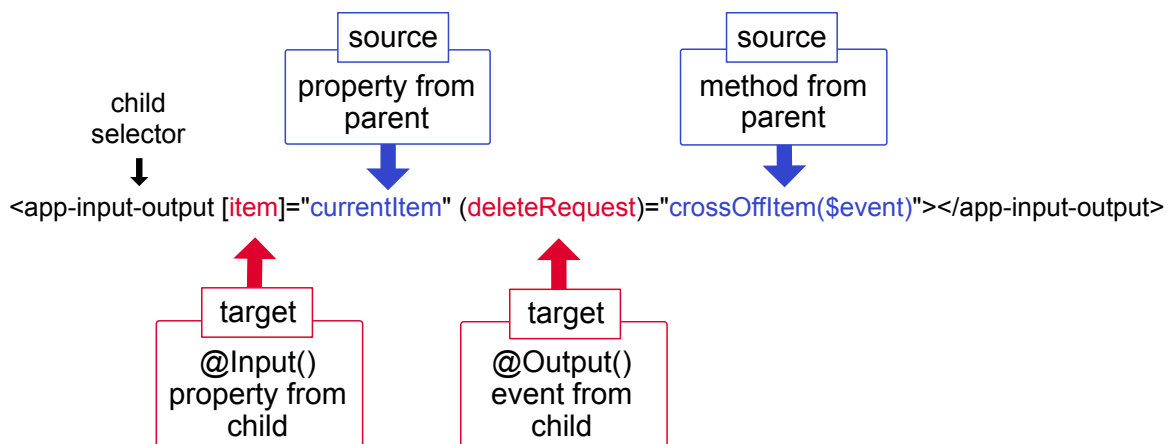 source
property from
parent
source
method from
parent
child
selector
<app-input-output [item]="currentItem" (deleteRequest)="crossOffItem($event)"></app-input-output>
target
@Input()
property from
child
target
@Output()
event from
child